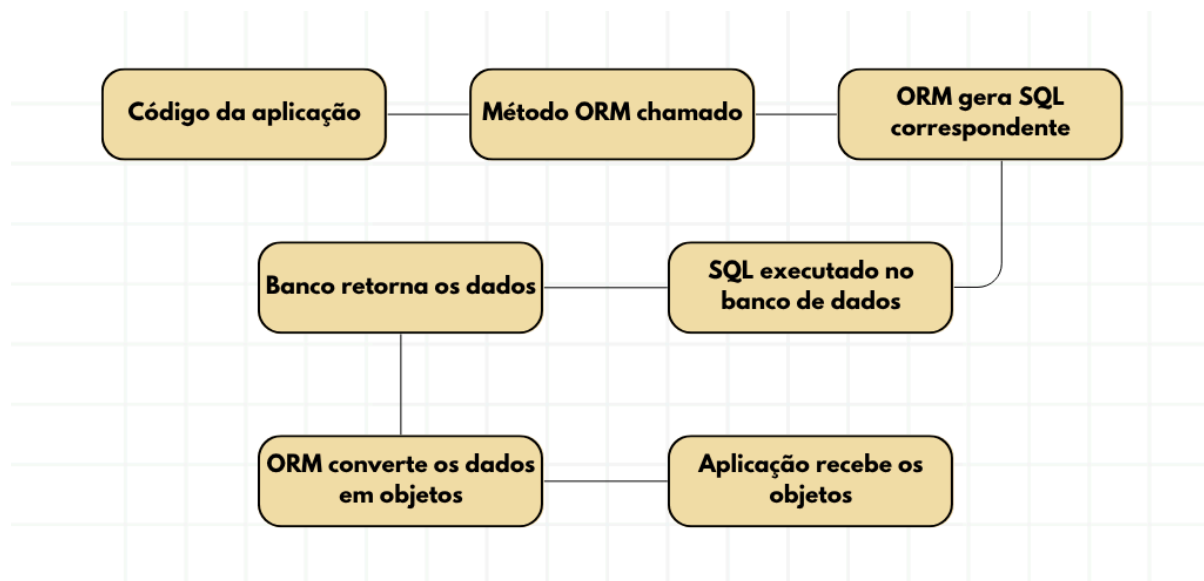 Código da aplicação
Método ORM chamado
ORM gera SQL
correspondente
SQL executado no
banco de dados
Banco retorna os dados
ORM converte os dados
em objetos
Aplicação recebe os
objetos